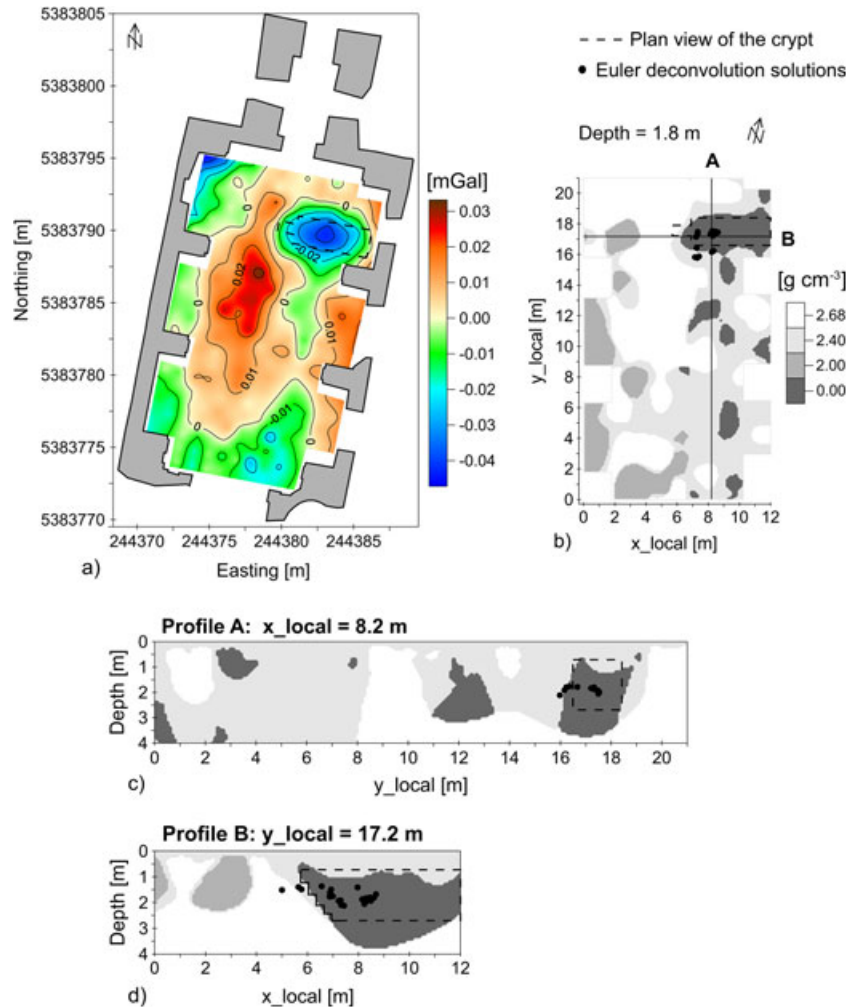 5383805
5383800
5383795
5383790
5383785
5383780
5383775
5383770
Northing [m]
N
0
0
0
0
0
-0.02
0.02
0.01
0.01
-0.01
244370 244375 244380 244385
Easting [m]
a)
[mGal]
0.03
0.02
0.01
0.00
-0.01
-0.02
-0.03
-0.04
Plan view of the crypt
Euler deconvolution solutions
Depth = 1.8 m
N
A
B
20
18
16
14
12
10
8
6
4
2
0
y_local [m]
0 2 4 6 8 10 12
x_local [m]
b)
[g cm-3]
2.68
2.40
2.00
0.00
Profile A: x_local = 8.2 m
0
1
2
3
4
Depth [m]
0 2 4 6 8 10 12 14 16 18 20
y_local [m]
c)
Profile B: y_local = 17.2 m
0
1
2
3
4
Depth [m]
0 2 4 6 8 10 12
x_local [m]
d)